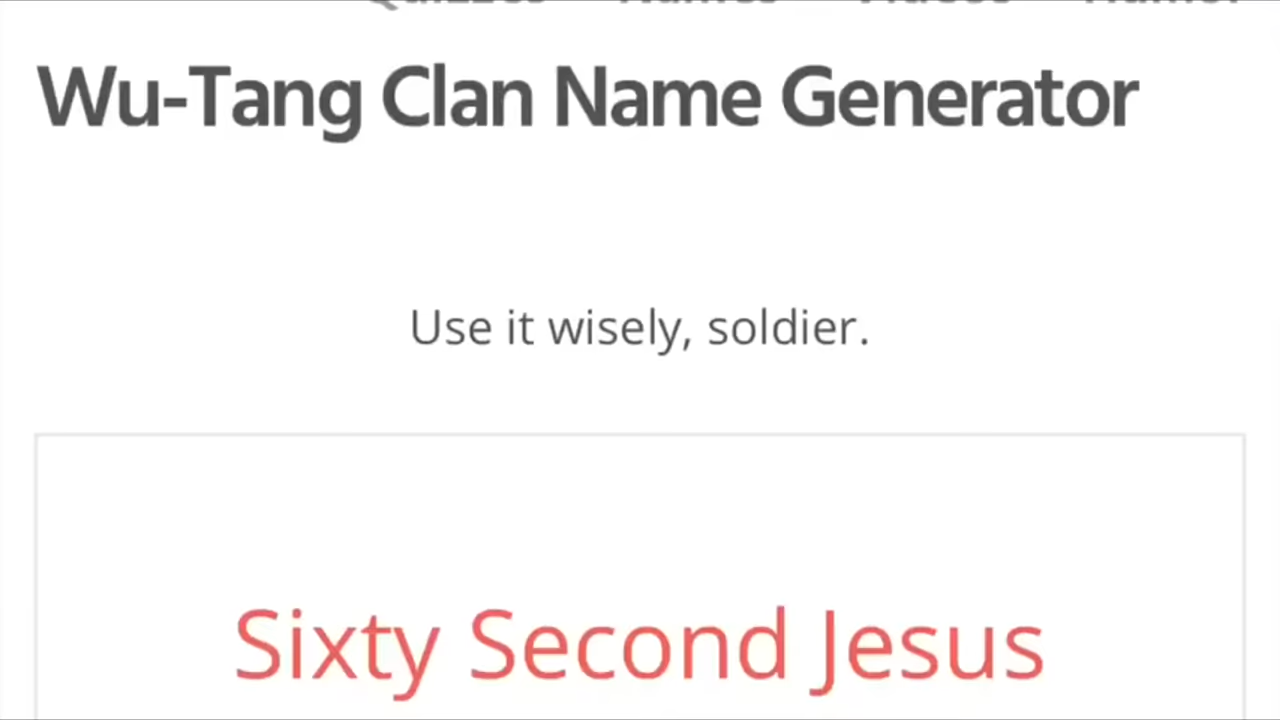 Wu-Tang Clan Name Generator
Use it wisely, soldier.
Sixty Second Jesus